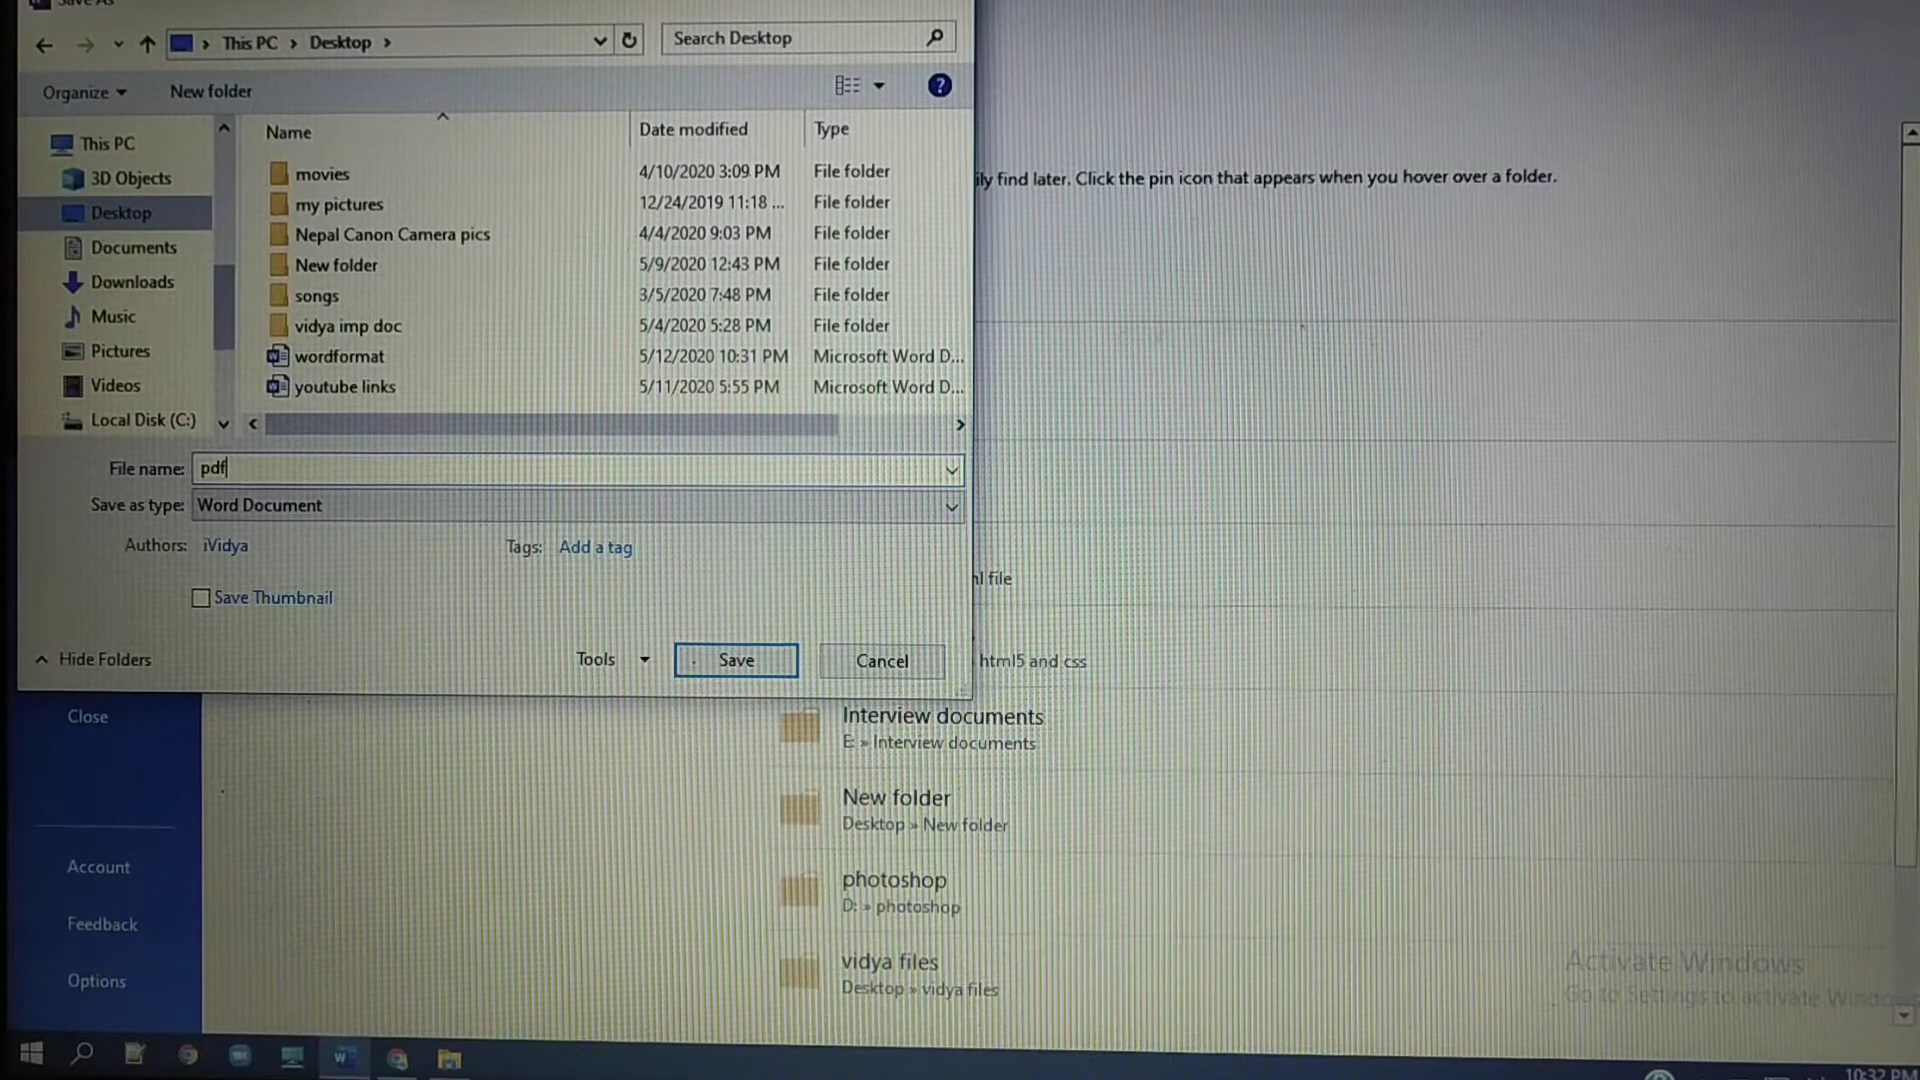 Save As
This PC > Desktop >
Search Desktop
Organize
New folder
?
Name
Date modified
Type
This PC
3D Objects
Desktop
Documents
Downloads
Music
Pictures
Videos
Local Disk (C:)
movies 4/10/2020 3:09 PM File folder
my pictures 12/24/2019 11:18 ... File folder
Nepal Canon Camera pics 4/4/2020 9:03 PM File folder
New folder 5/9/2020 12:43 PM File folder
songs 3/5/2020 7:48 PM File folder
vidya imp doc 5/4/2020 5:28 PM File folder
wordformat 5/12/2020 10:31 PM Microsoft Word D...
youtube links 5/11/2020 5:55 PM Microsoft Word D...
File name: pdf
Save as type: Word Document
Authors: iVidya
Tags: Add a tag
Save Thumbnail
Hide Folders
Tools
Save
Cancel
ily find later. Click the pin icon that appears when you hover over a folder.
l file
html5 and css
Interview documents
E: » Interview documents
New folder
Desktop » New folder
photoshop
D: » photoshop
vidya files
Desktop » vidya files
Close
Account
Feedback
Options
Activate Windows
Go to Settings to activate Windows
10:32 PM